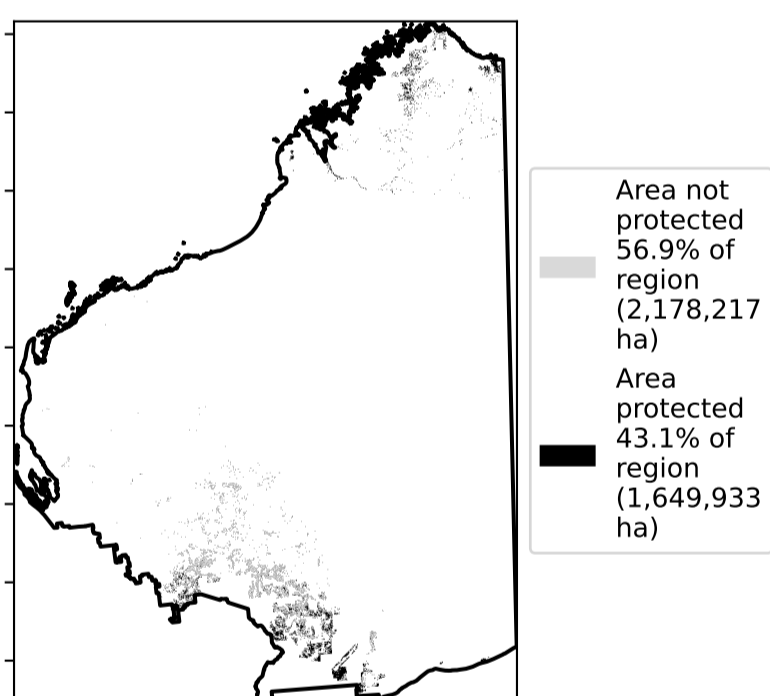 Area not
protected
56.9% of
region
(2,178,217
ha)
Area
protected
43.1% of
region
(1,649,933
ha)